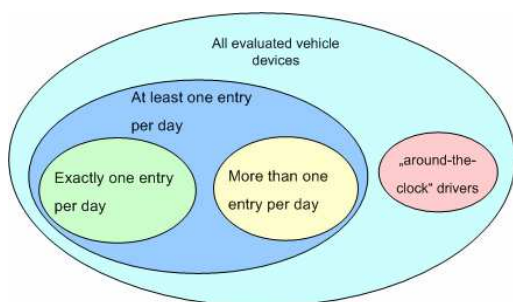 All evaluated vehicle
devices
At least one entry
per day
Exactly one entry
per day
More than one
entry per day
„around-the-
clock“ drivers